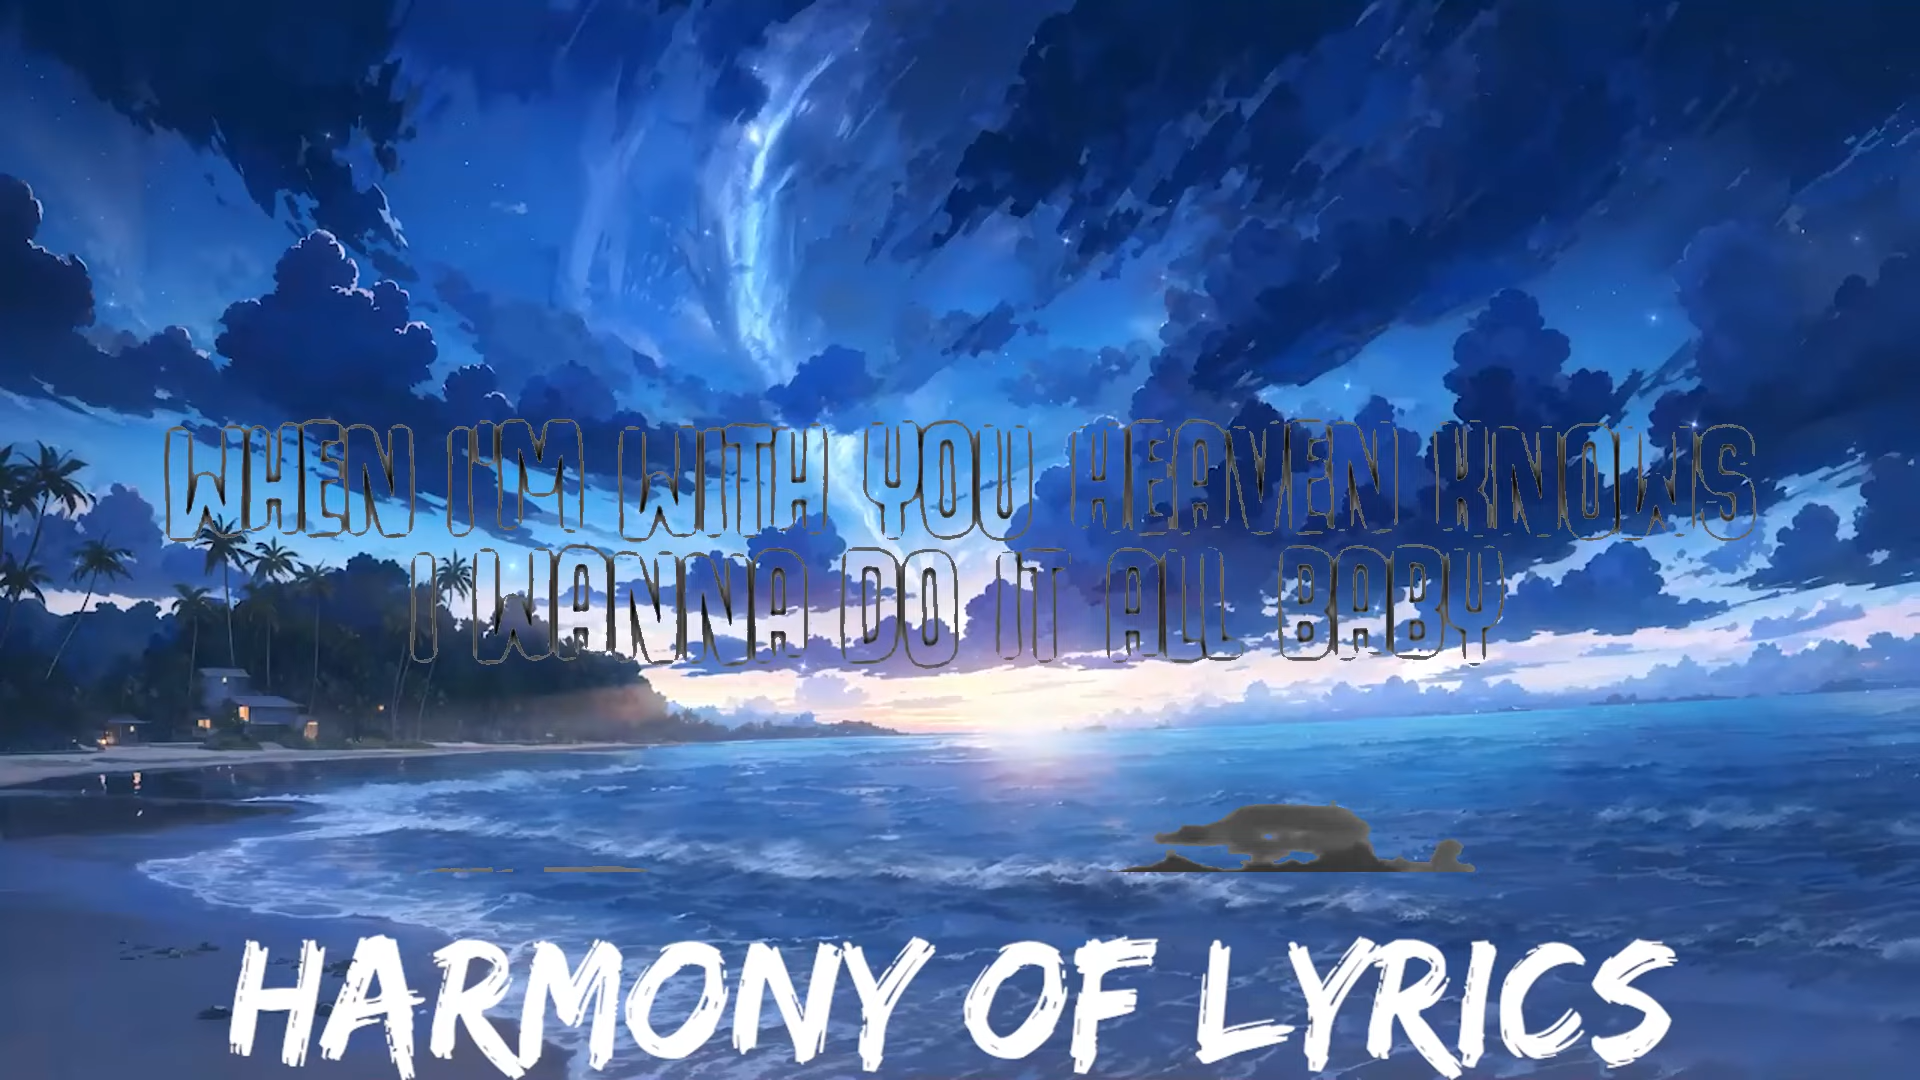 WHEN I'M WITH YOU HEAVEN KNOWS
I WANNA DO IT ALL BABY
HARMONY OF LYRICS